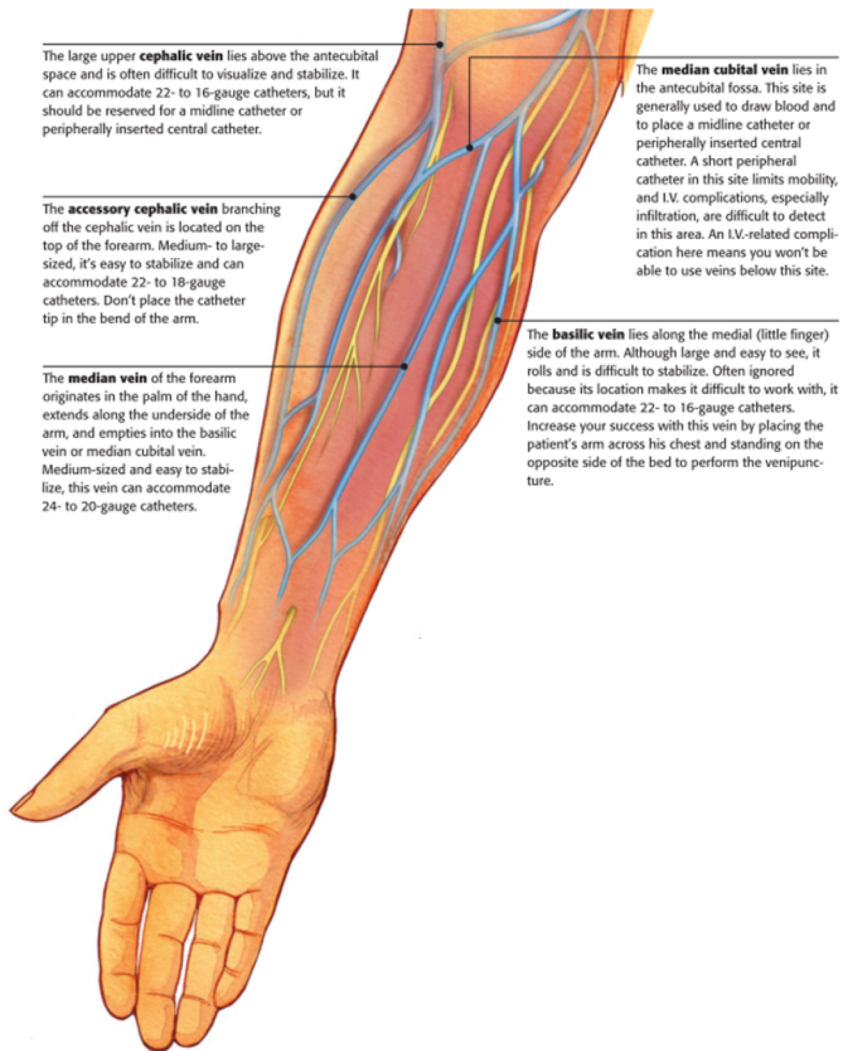 The large upper cephalic vein lies above the antecubital
space and is often difficult to visualize and stabilize. It
can accommodate 22- to 16-gauge catheters, but it
should be reserved for a midline catheter or
peripherally inserted central catheter.
The median cubital vein lies in
the antecubital fossa. This site is
generally used to draw blood and
to place a midline catheter or
peripherally inserted central
catheter. A short peripheral
catheter in this site limits mobility,
and I.V. complications, especially
infiltration, are difficult to detect
in this area. An I.V.-related compli-
cation here means you won't be
able to use veins below this site.
The accessory cephalic vein branching
off the cephalic vein is located on the
top of the forearm. Medium- to large-
sized, it's easy to stabilize and can
accommodate 22- to 18-gauge
catheters. Don't place the catheter
tip in the bend of the arm.
The basilic vein lies along the medial (little finger)
side of the arm. Although large and easy to see, it
rolls and is difficult to stabilize. Often ignored
because its location makes it difficult to work with, it
can accommodate 22- to 16-gauge catheters.
Increase your success with this vein by placing the
patient's arm across his chest and standing on the
opposite side of the bed to perform the venipunc-
ture.
The median vein of the forearm
originates in the palm of the hand,
extends along the underside of the
arm, and empties into the basilic
vein or median cubital vein.
Medium-sized and easy to stabi-
lize, this vein can accommodate
24- to 20-gauge catheters.